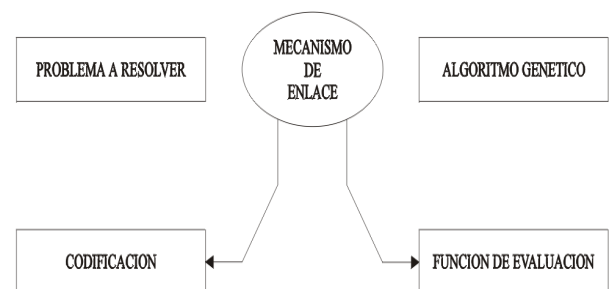 PROBLEMA A RESOLVER
MECANISMO
DE
ENLACE
ALGORITMO GENETICO
CODIFICACION
FUNCION DE EVALUACION